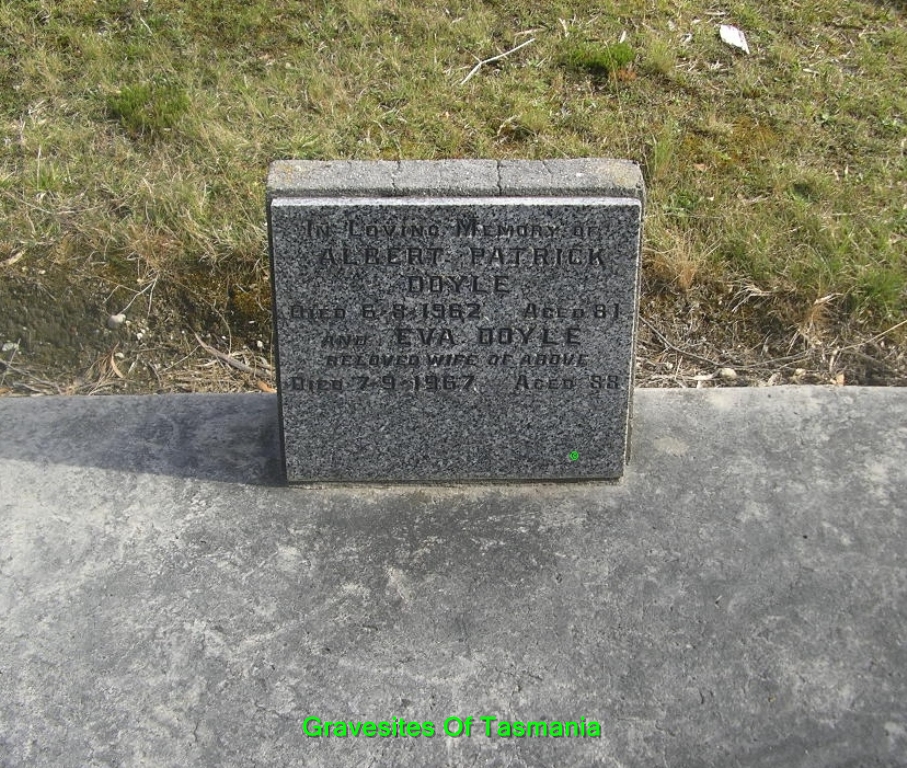 In Loving Memory of
ALBERT PATRICK
DOYLE
Died 6-8-1962 Aged 81
AND EVA DOYLE
BELOVED WIFE OF ABOVE
Died 7-9-1967 Aged 88
©
Gravesites Of Tasmania